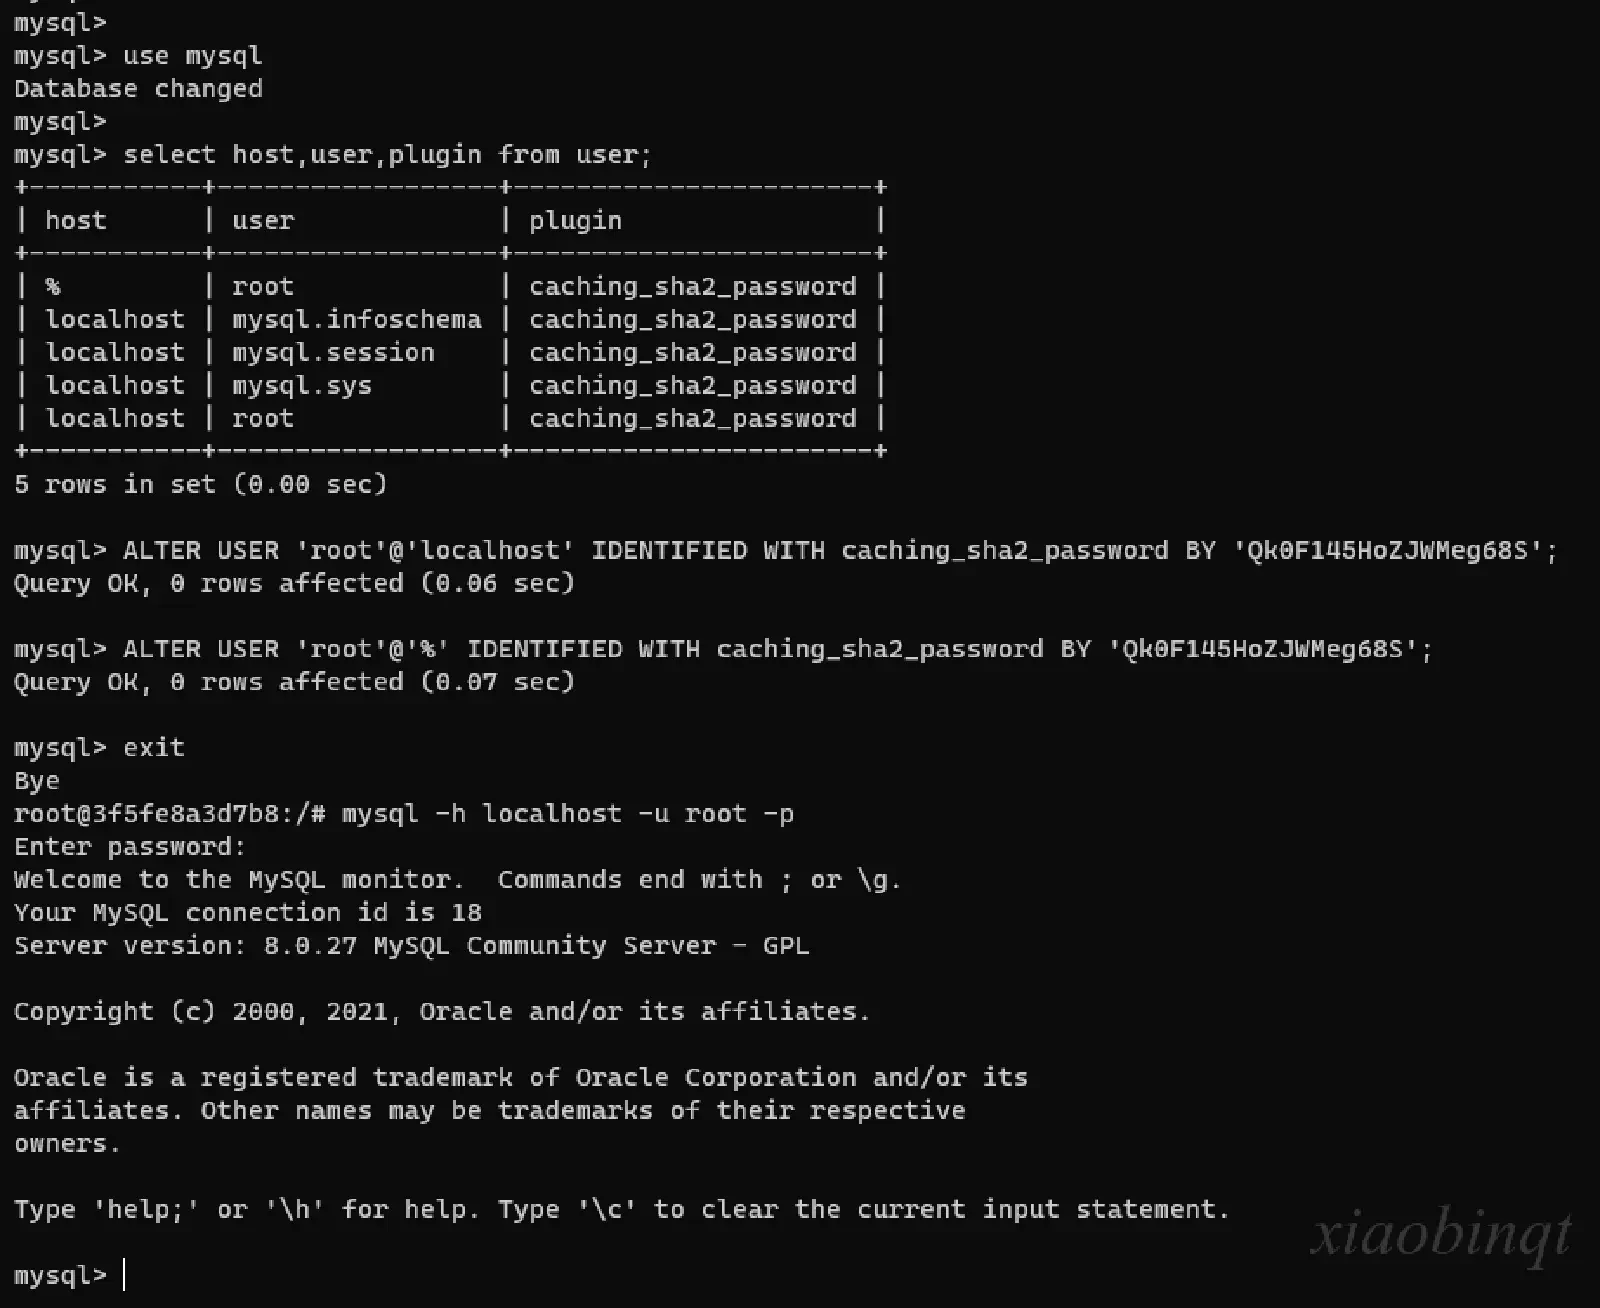 mysql>
mysql> use mysql
Database changed
mysql>
mysql> select host,user,plugin from user;
+-----------+------------------+-----------------------+
| host      | user             | plugin                |
+-----------+------------------+-----------------------+
| %         | root             | caching_sha2_password |
| localhost | mysql.infoschema | caching_sha2_password |
| localhost | mysql.session    | caching_sha2_password |
| localhost | mysql.sys        | caching_sha2_password |
| localhost | root             | caching_sha2_password |
+-----------+------------------+-----------------------+
5 rows in set (0.00 sec)
mysql> ALTER USER 'root'@'localhost' IDENTIFIED WITH caching_sha2_password BY 'Qk0F145HoZJWMeg68S';
Query OK, 0 rows affected (0.06 sec)
mysql> ALTER USER 'root'@'%' IDENTIFIED WITH caching_sha2_password BY 'Qk0F145HoZJWMeg68S';
Query OK, 0 rows affected (0.07 sec)
mysql> exit
Bye
root@3f5fe8a3d7b8:/# mysql -h localhost -u root -p
Enter password:
Welcome to the MySQL monitor.  Commands end with ; or \g.
Your MySQL connection id is 18
Server version: 8.0.27 MySQL Community Server - GPL
Copyright (c) 2000, 2021, Oracle and/or its affiliates.
Oracle is a registered trademark of Oracle Corporation and/or its
affiliates. Other names may be trademarks of their respective
owners.
Type 'help;' or '\h' for help. Type '\c' to clear the current input statement.
xiaobinqt
mysql>